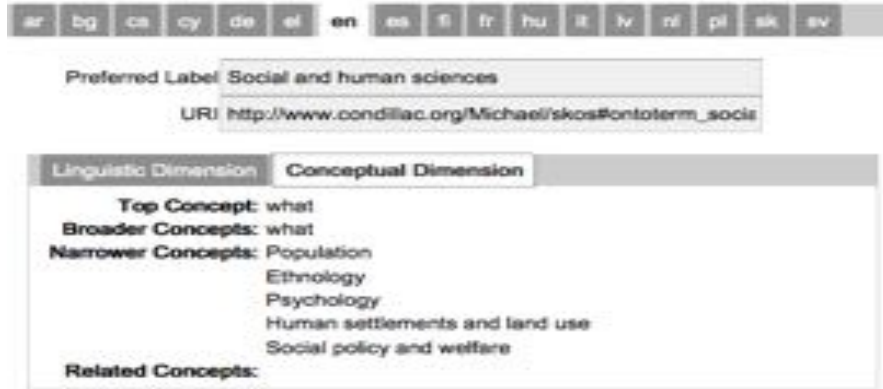 ar bg cs cy de el en es fi fr hu it lv nl pl sk sv
Preferred Label Social and human sciences
URI http://www.condillac.org/Michael/skos#ontoterm_socia
Linguistic Dimension Conceptual Dimension
Top Concept: what
Broader Concepts: what
Narrower Concepts: Population
Ethnology
Psychology
Human settlements and land use
Social policy and welfare
Related Concepts: